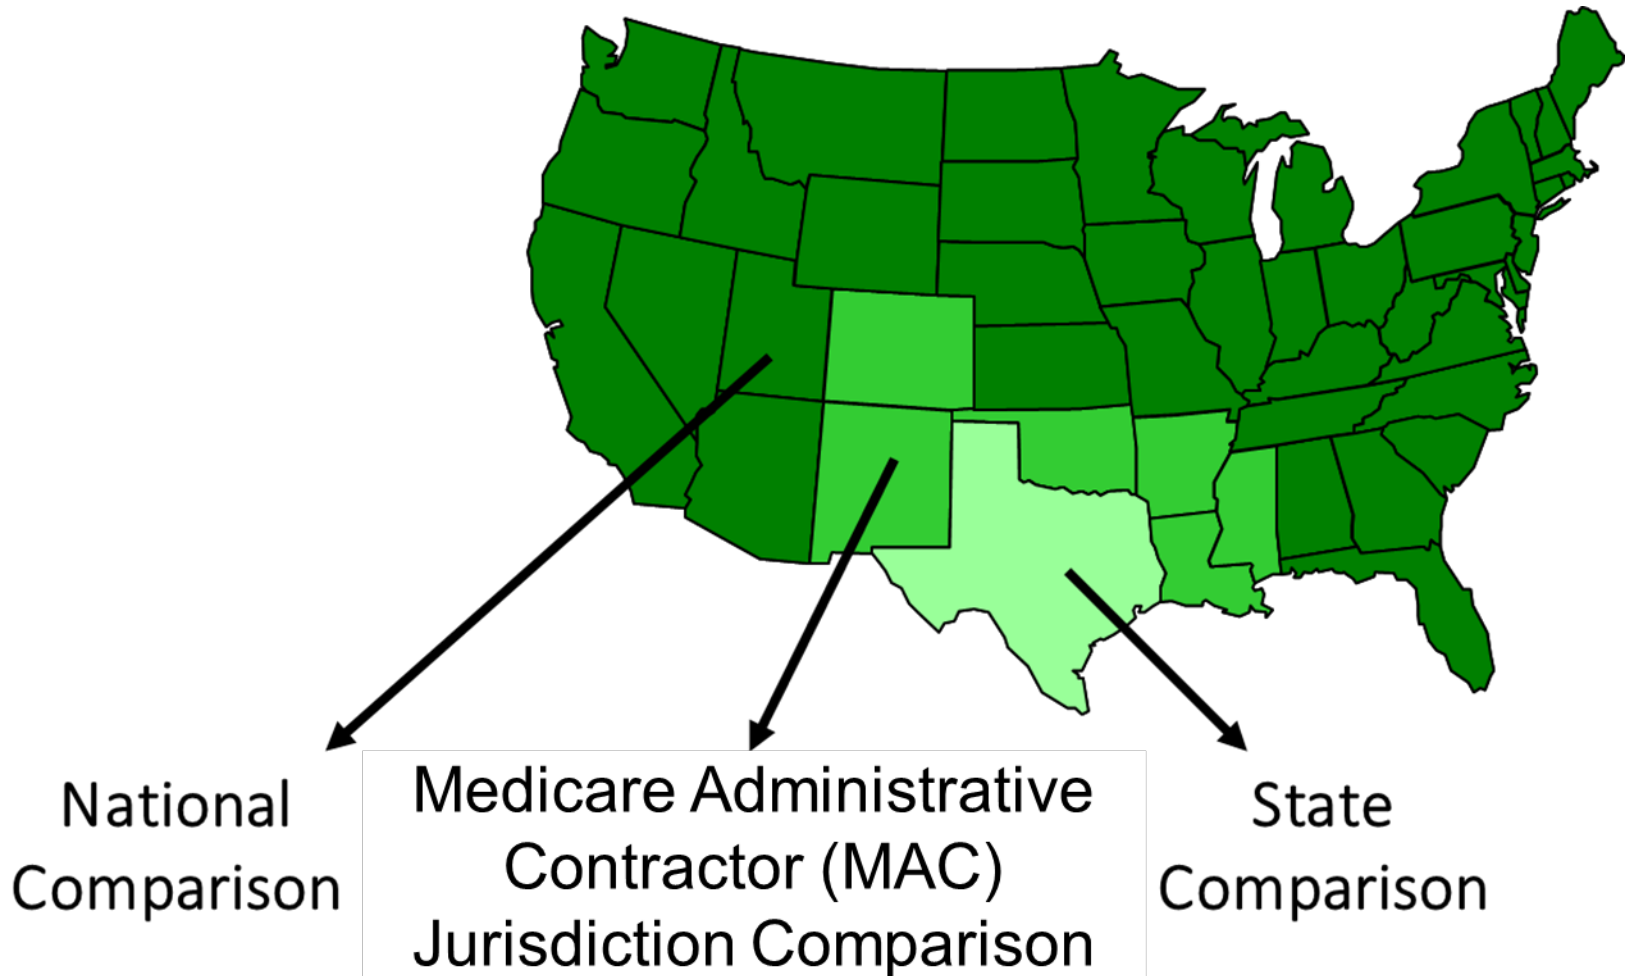 National
Comparison
Medicare Administrative
Contractor (MAC)
Jurisdiction Comparison
State
Comparison